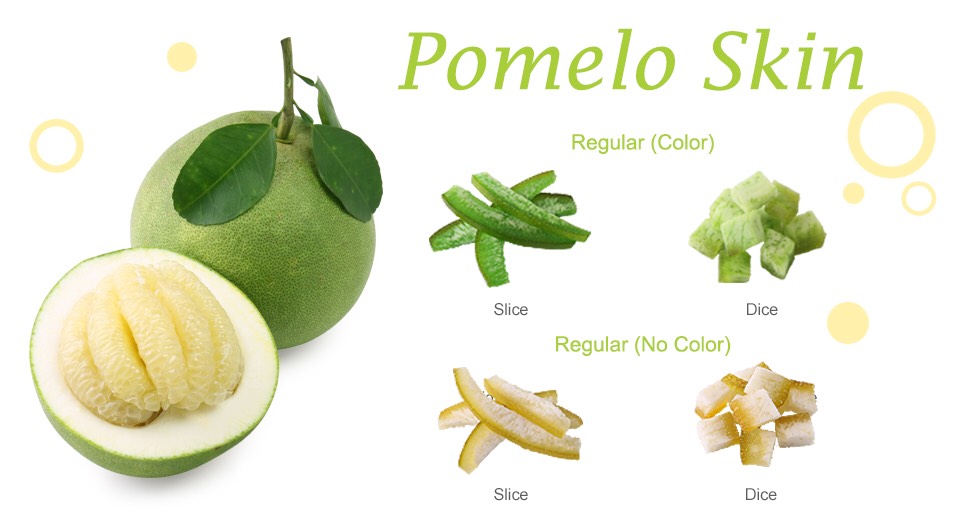 Pomelo Skin
Regular (Color)
Slice
Dice
Regular (No Color)
Slice
Dice